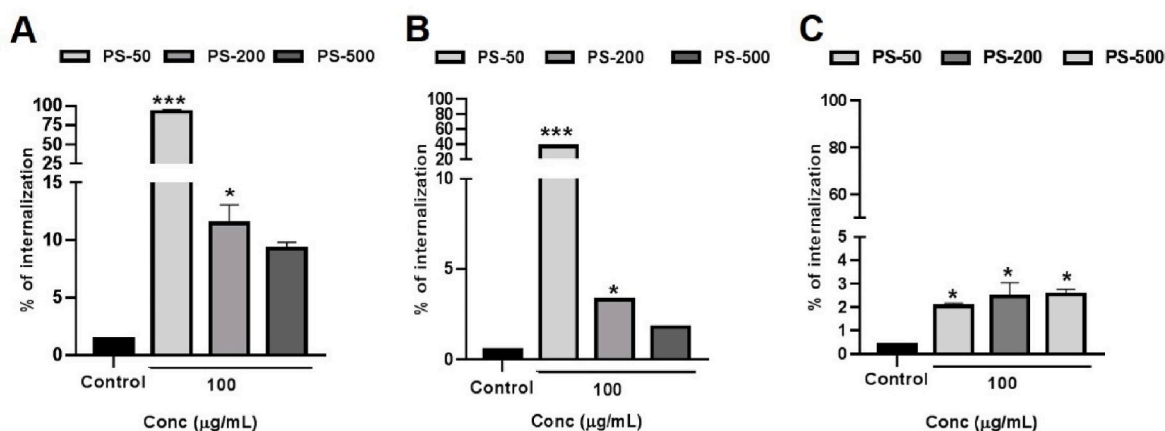 A
PS-50 PS-200 PS-500
% of internalization
100
75
50
25
15
10
5
0
***
*
Control
100
Conc (μg/mL)
B
PS-50 PS-200 PS-500
% of internalization
100
80
60
40
20
10
5
0
***
*
Control
100
Conc (μg/mL)
C
PS-50 PS-200 PS-500
% of internalization
100
80
60
5
4
3
2
1
0
*
*
*
Control
100
Conc (μg/mL)